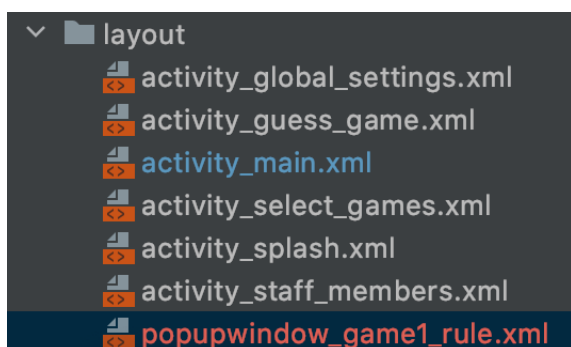 layout
activity_global_settings.xml
activity_guess_game.xml
activity_main.xml
activity_select_games.xml
activity_splash.xml
activity_staff_members.xml
popupwindow_game1_rule.xml